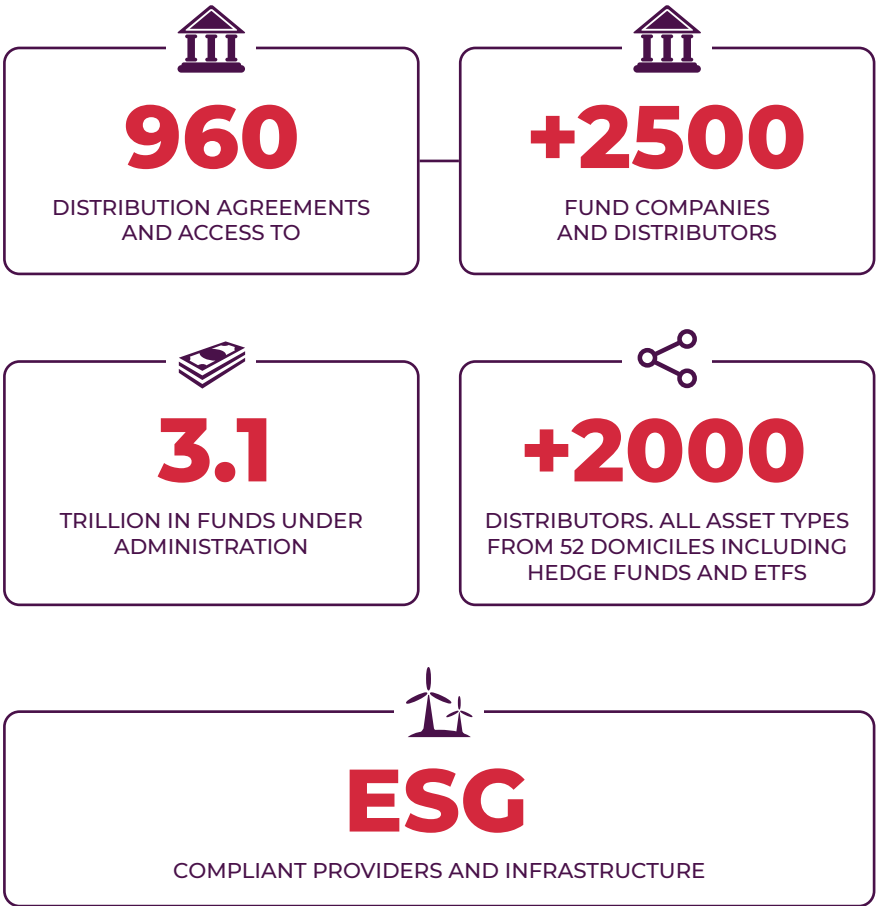 960
DISTRIBUTION AGREEMENTS
AND ACCESS TO
+2500
FUND COMPANIES
AND DISTRIBUTORS
3.1
TRILLION IN FUNDS UNDER
ADMINISTRATION
+2000
DISTRIBUTORS. ALL ASSET TYPES
FROM 52 DOMICILES INCLUDING
HEDGE FUNDS AND ETFS
ESG
COMPLIANT PROVIDERS AND INFRASTRUCTURE